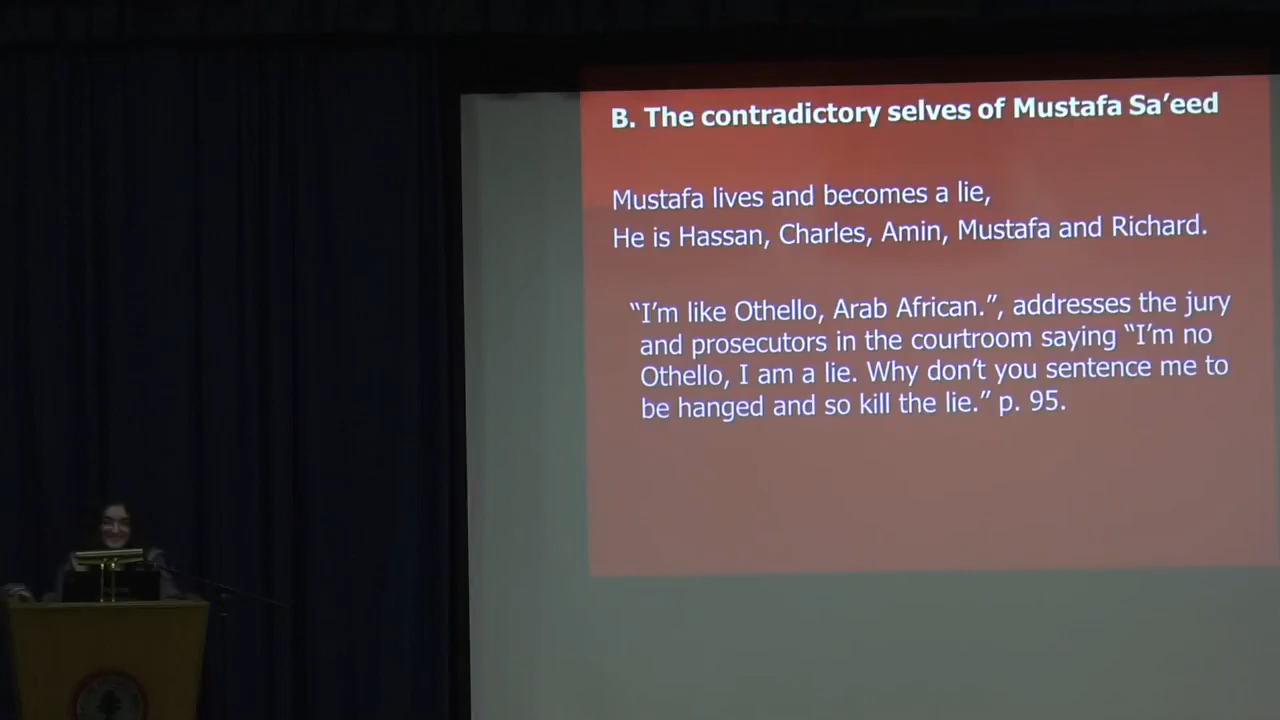 B. The contradictory selves of Mustafa Sa’eed
Mustafa lives and becomes a lie,
He is Hassan, Charles, Amin, Mustafa and Richard.
“I’m like Othello, Arab African.”, addresses the jury
and prosecutors in the courtroom saying “I’m no
Othello, I am a lie. Why don’t you sentence me to
be hanged and so kill the lie.” p. 95.